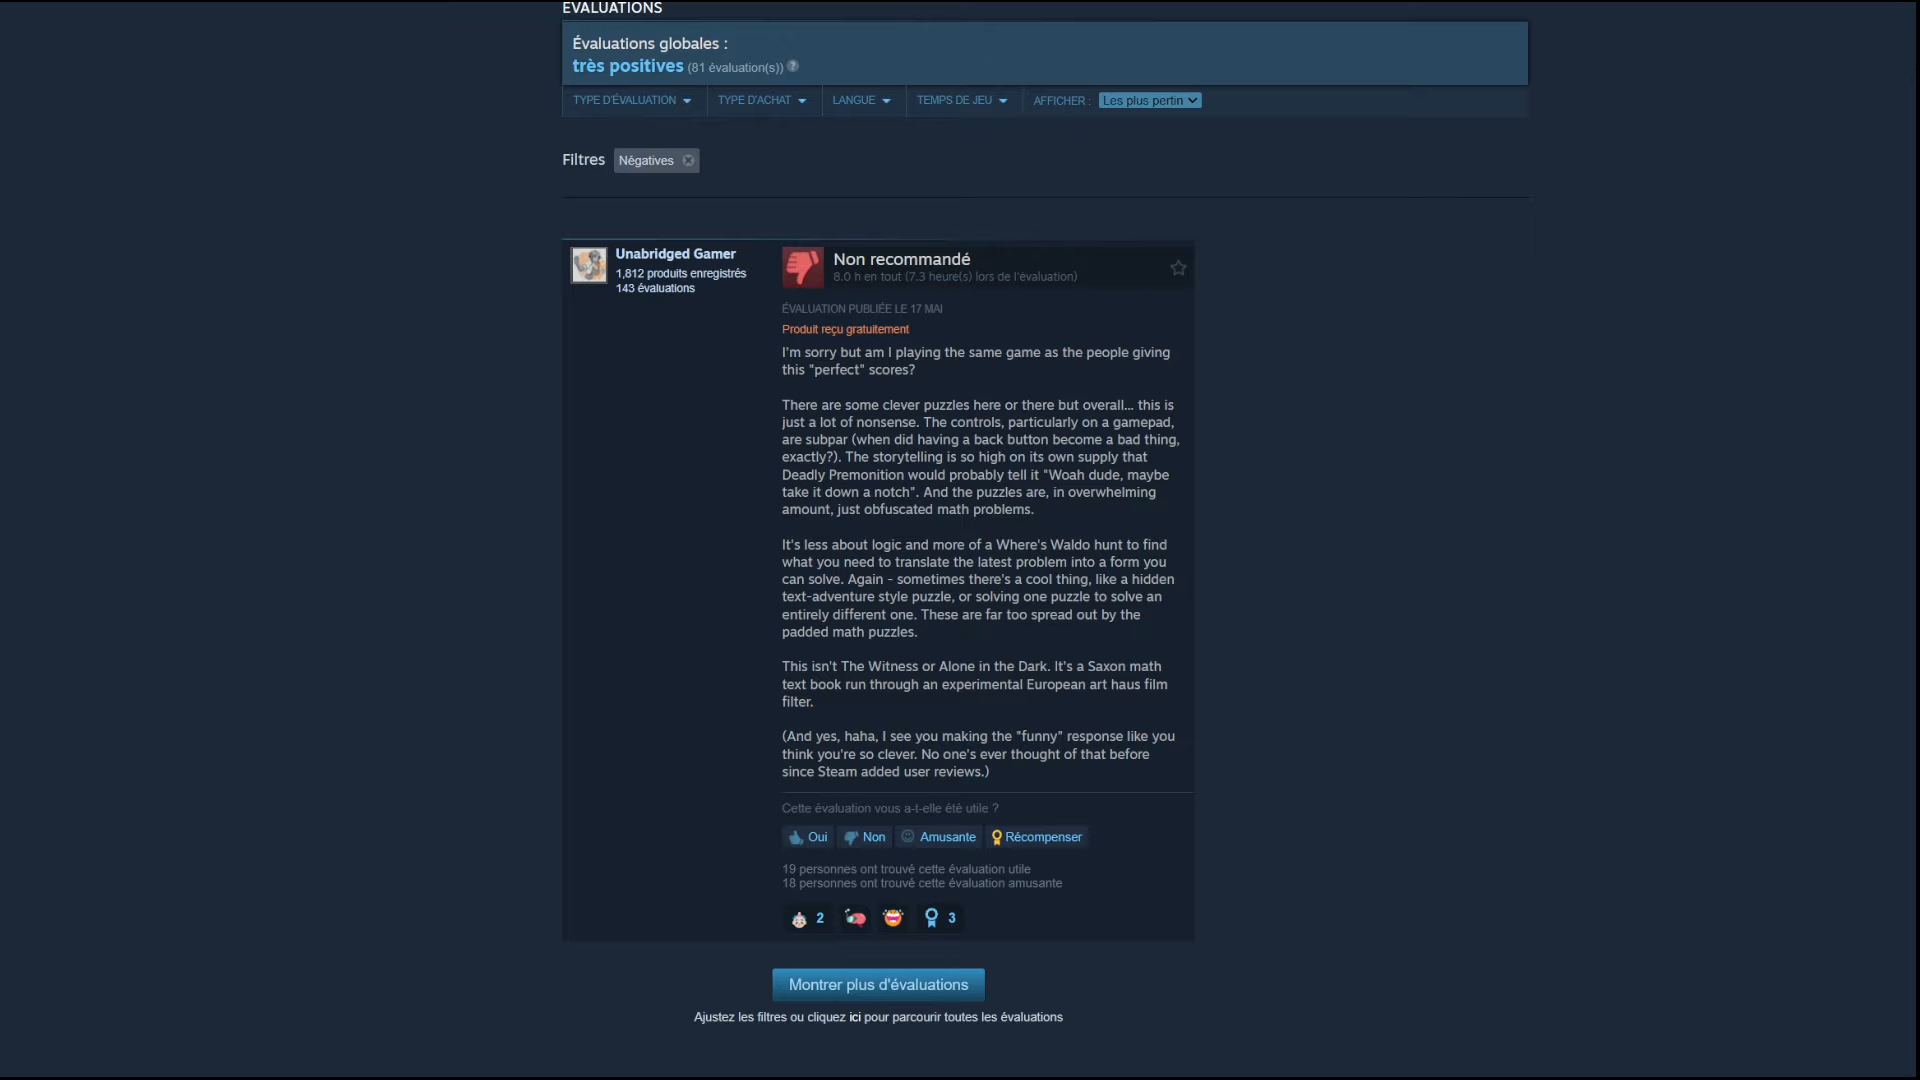 ÉVALUATIONS
Évaluations globales :
très positives (81 évaluation(s)) ?
TYPE D'ÉVALUATION TYPE D'ACHAT LANGUE TEMPS DE JEU AFFICHER : Les plus pertin
Filtres Négatives
Unabridged Gamer
1,812 produits enregistrés
143 évaluations
Non recommandé
8.0 h en tout (7.3 heure(s) lors de l'évaluation)
ÉVALUATION PUBLIÉE LE 17 MAI
Produit reçu gratuitement
I'm sorry but am I playing the same game as the people giving
this "perfect" scores?
There are some clever puzzles here or there but overall... this is
just a lot of nonsense. The controls, particularly on a gamepad,
are subpar (when did having a back button become a bad thing,
exactly?). The storytelling is so high on its own supply that
Deadly Premonition would probably tell it "Woah dude, maybe
take it down a notch". And the puzzles are, in overwhelming
amount, just obfuscated math problems.
It's less about logic and more of a Where's Waldo hunt to find
what you need to translate the latest problem into a form you
can solve. Again - sometimes there's a cool thing, like a hidden
text-adventure style puzzle, or solving one puzzle to solve an
entirely different one. These are far too spread out by the
padded math puzzles.
This isn't The Witness or Alone in the Dark. It's a Saxon math
text book run through an experimental European art haus film
filter.
(And yes, haha, I see you making the "funny" response like you
think you're so clever. No one's ever thought of that before
since Steam added user reviews.)
Cette évaluation vous a-t-elle été utile ?
Oui Non Amusante Récompenser
19 personnes ont trouvé cette évaluation utile
18 personnes ont trouvé cette évaluation amusante
2 3
Montrer plus d'évaluations
Ajustez les filtres ou cliquez ici pour parcourir toutes les évaluations